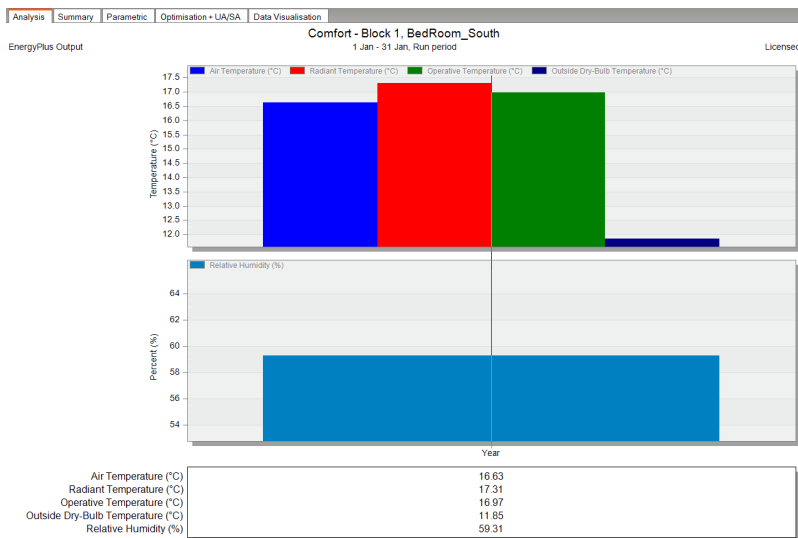 Analysis Summary Parametric Optimisation + UA/SA Data Visualisation
Comfort - Block 1, BedRoom_South
EnergyPlus Output 1 Jan - 31 Jan, Run period Licensed
Air Temperature (°C) Radiant Temperature (°C) Operative Temperature (°C) Outside Dry-Bulb Temperature (°C)
17.5
17.0
16.5
16.0
15.5
15.0
14.5
14.0
13.5
13.0
12.5
12.0
Temperature (°C)
Relative Humidity (%)
64
62
60
58
56
54
Percent (%)
Year
Air Temperature (°C) 16.63
Radiant Temperature (°C) 17.31
Operative Temperature (°C) 16.97
Outside Dry-Bulb Temperature (°C) 11.85
Relative Humidity (%) 59.31